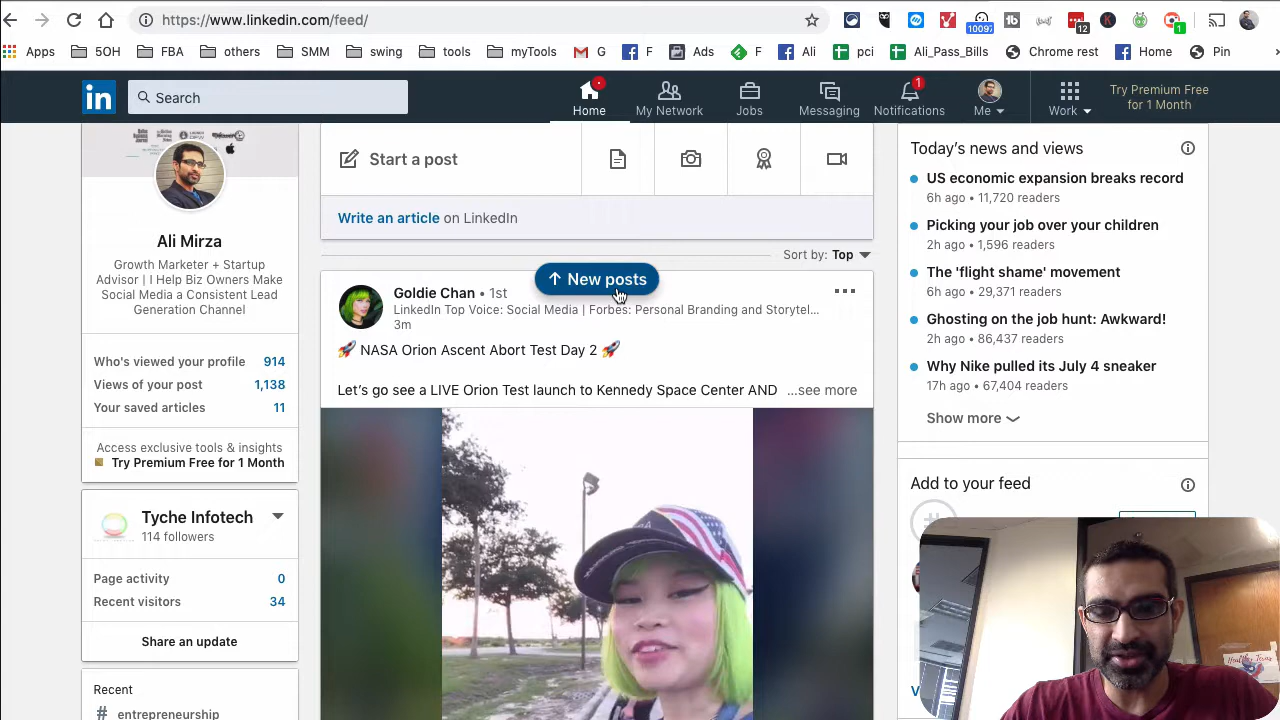 https://www.linkedin.com/feed/
10097
12
1
Apps
5OH
FBA
others
SMM
swing
tools
myTools
G
F
Ads
F
Ali
pci
Ali_Pass_Bills
Chrome rest
Home
Pin
in
Search
Home
My Network
Jobs
Messaging
1
Notifications
Me
Work
Try Premium Free
for 1 Month
Ali Mirza
Growth Marketer + Startup
Advisor | I Help Biz Owners Make
Social Media a Consistent Lead
Generation Channel
Who's viewed your profile 914
Views of your post 1,138
Your saved articles 11
Access exclusive tools & insights
Try Premium Free for 1 Month
Tyche Infotech
114 followers
Page activity 0
Recent visitors 34
Share an update
Recent
# entrepreneurship
Start a post
Write an article on LinkedIn
Sort by: Top
↑ New posts
Goldie Chan • 1st
LinkedIn Top Voice: Social Media | Forbes: Personal Branding and Storytel...
3m
🚀 NASA Orion Ascent Abort Test Day 2 🚀
Let's go see a LIVE Orion Test launch to Kennedy Space Center AND ...see more
Today's news and views
US economic expansion breaks record
6h ago • 11,720 readers
Picking your job over your children
2h ago • 1,596 readers
The 'flight shame' movement
6h ago • 29,371 readers
Ghosting on the job hunt: Awkward!
2h ago • 86,437 readers
Why Nike pulled its July 4 sneaker
17h ago • 67,404 readers
Show more
Add to your feed
#
V